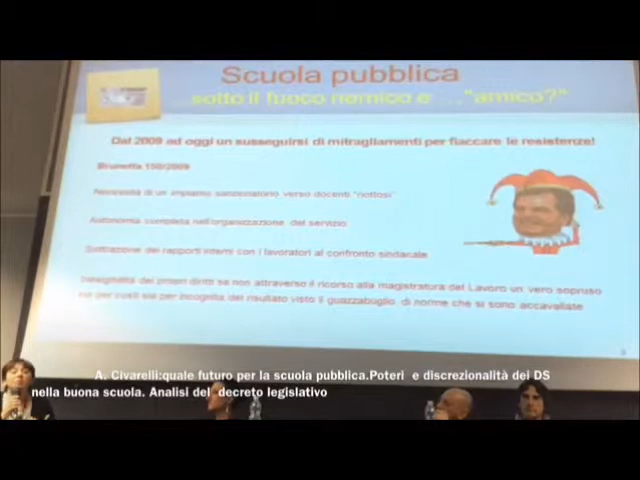 Scuola pubblica
sotto il fuoco nemico e ..."amico?"
Dal 2009 ad oggi un susseguirsi di mitragliamenti per fiaccare le resistenze!
Brunetta 150/2009
Necessità di un impianto sanzionatorio verso docenti "riottosi"
Autonomia completa nell'organizzazione del servizio
Sottrazione dei rapporti interni con i lavoratori al confronto sindacale
Inesigibilità dei propri diritti se non attraverso il ricorso alla magistratura del Lavoro un vero sopruso
sia per costi sia per incognita del risultato visto il guazzabuglio di norme che si sono accavallate
A. Civarelli:quale futuro per la scuola pubblica.Poteri e discrezionalità dei DS
nella buona scuola. Analisi del decreto legislativo